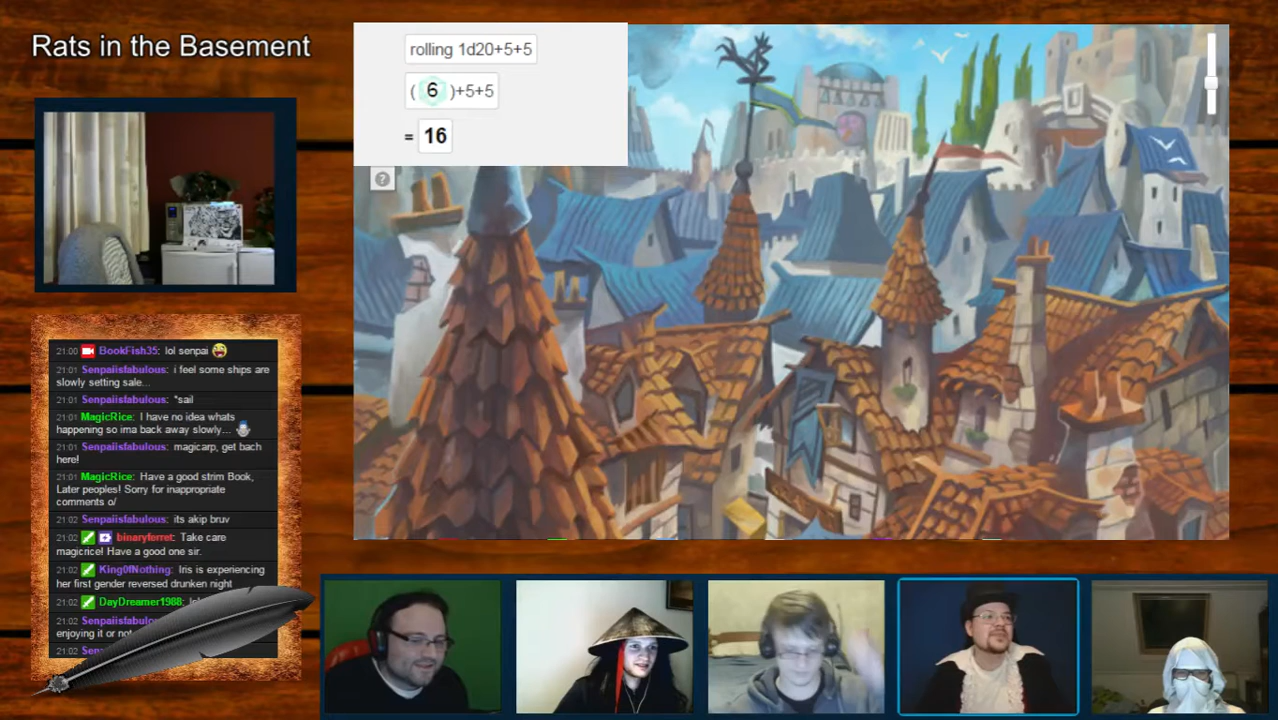 Rats in the Basement
rolling 1d20+5+5
( 6 )+5+5
= 16
?
21:00 BookFish35: lol senpai
21:01 Senpaiisfabulous: i feel some ships are
slowly setting sale...
21:01 Senpaiisfabulous: *sail
21:01 MagicRice: I have no idea whats
happening so ima back away slowly...
21:01 Senpaiisfabulous: magicarp, get bach
here!
21:01 MagicRice: Have a good strim Book,
Later peoples! Sorry for inappropriate
comments o/
21:02 Senpaiisfabulous: its akip bruv
21:02 binaryferret: Take care
magicrice! Have a good one sir.
21:02 King0fNothing: Iris is experiencing
her first gender reversed drunken night
21:02 DayDreamer1988:
21:02 Senpaiisfabulou
enjoying it or not
21:02 Sen